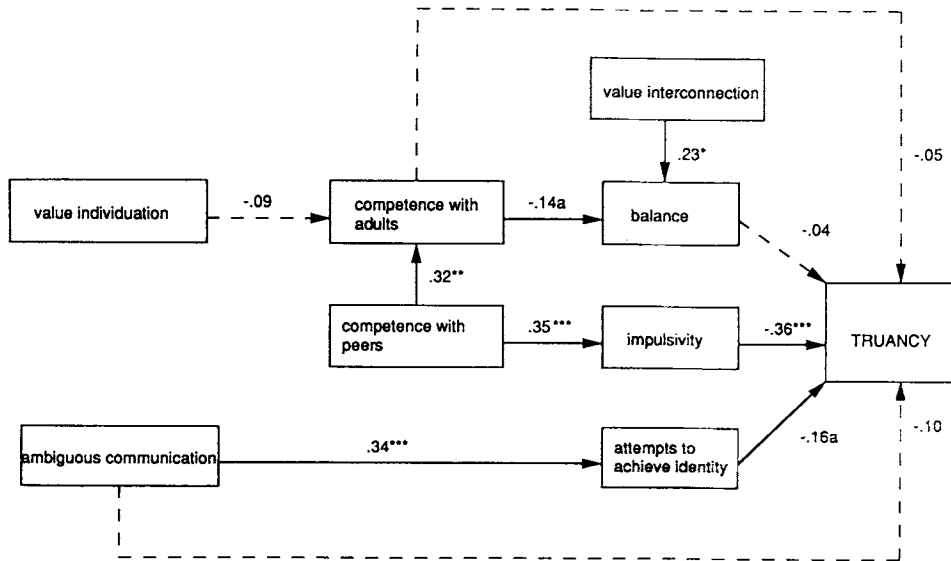 value interconnection
.23*
-.05
value individuation
-.09
competence with
adults
-.14a
balance
-.04
.32**
competence with
peers
.35***
impulsivity
-.36***
TRUANCY
ambiguous communication
.34***
attempts to
achieve identity
-.16a
-.10